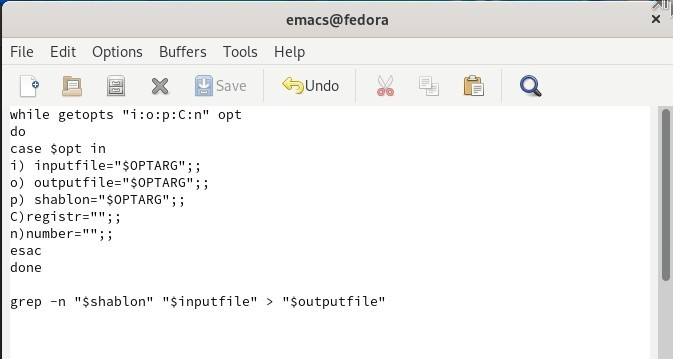 emacs@fedora
File Edit Options Buffers Tools Help
Save Undo
while getopts "i:o:p:C:n" opt
do
case $opt in
i) inputfile="$OPTARG";;
o) outputfile="$OPTARG";;
p) shablon="$OPTARG";;
C)registr="";;
n)number="";;
esac
done
grep -n "$shablon" "$inputfile" > "$outputfile"